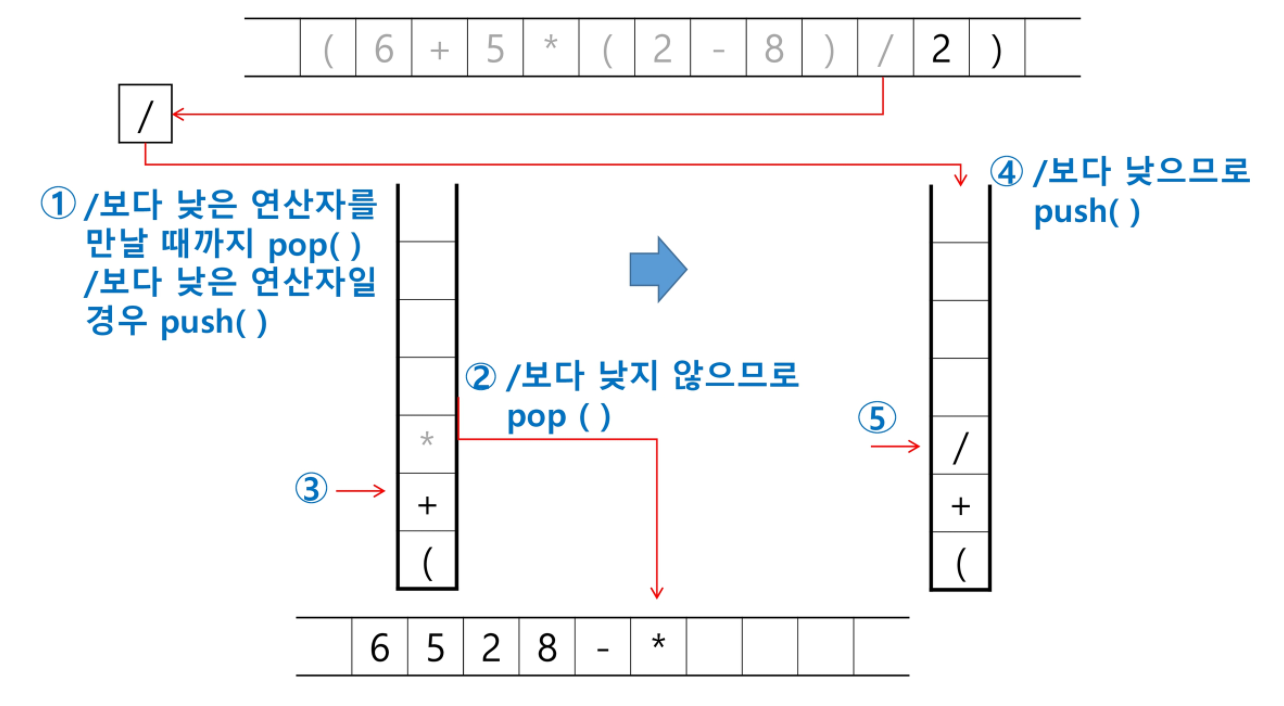 ( 6 + 5 * ( 2 - 8 ) / 2 )
/
① /보다 낮은 연산자를
만날 때까지 pop( )
/보다 낮은 연산자일
경우 push( )
④ /보다 낮으므로
push( )
② /보다 낮지 않으므로
pop ( )
*
③
+
(
⑤
/
+
(
6 5 2 8 - *